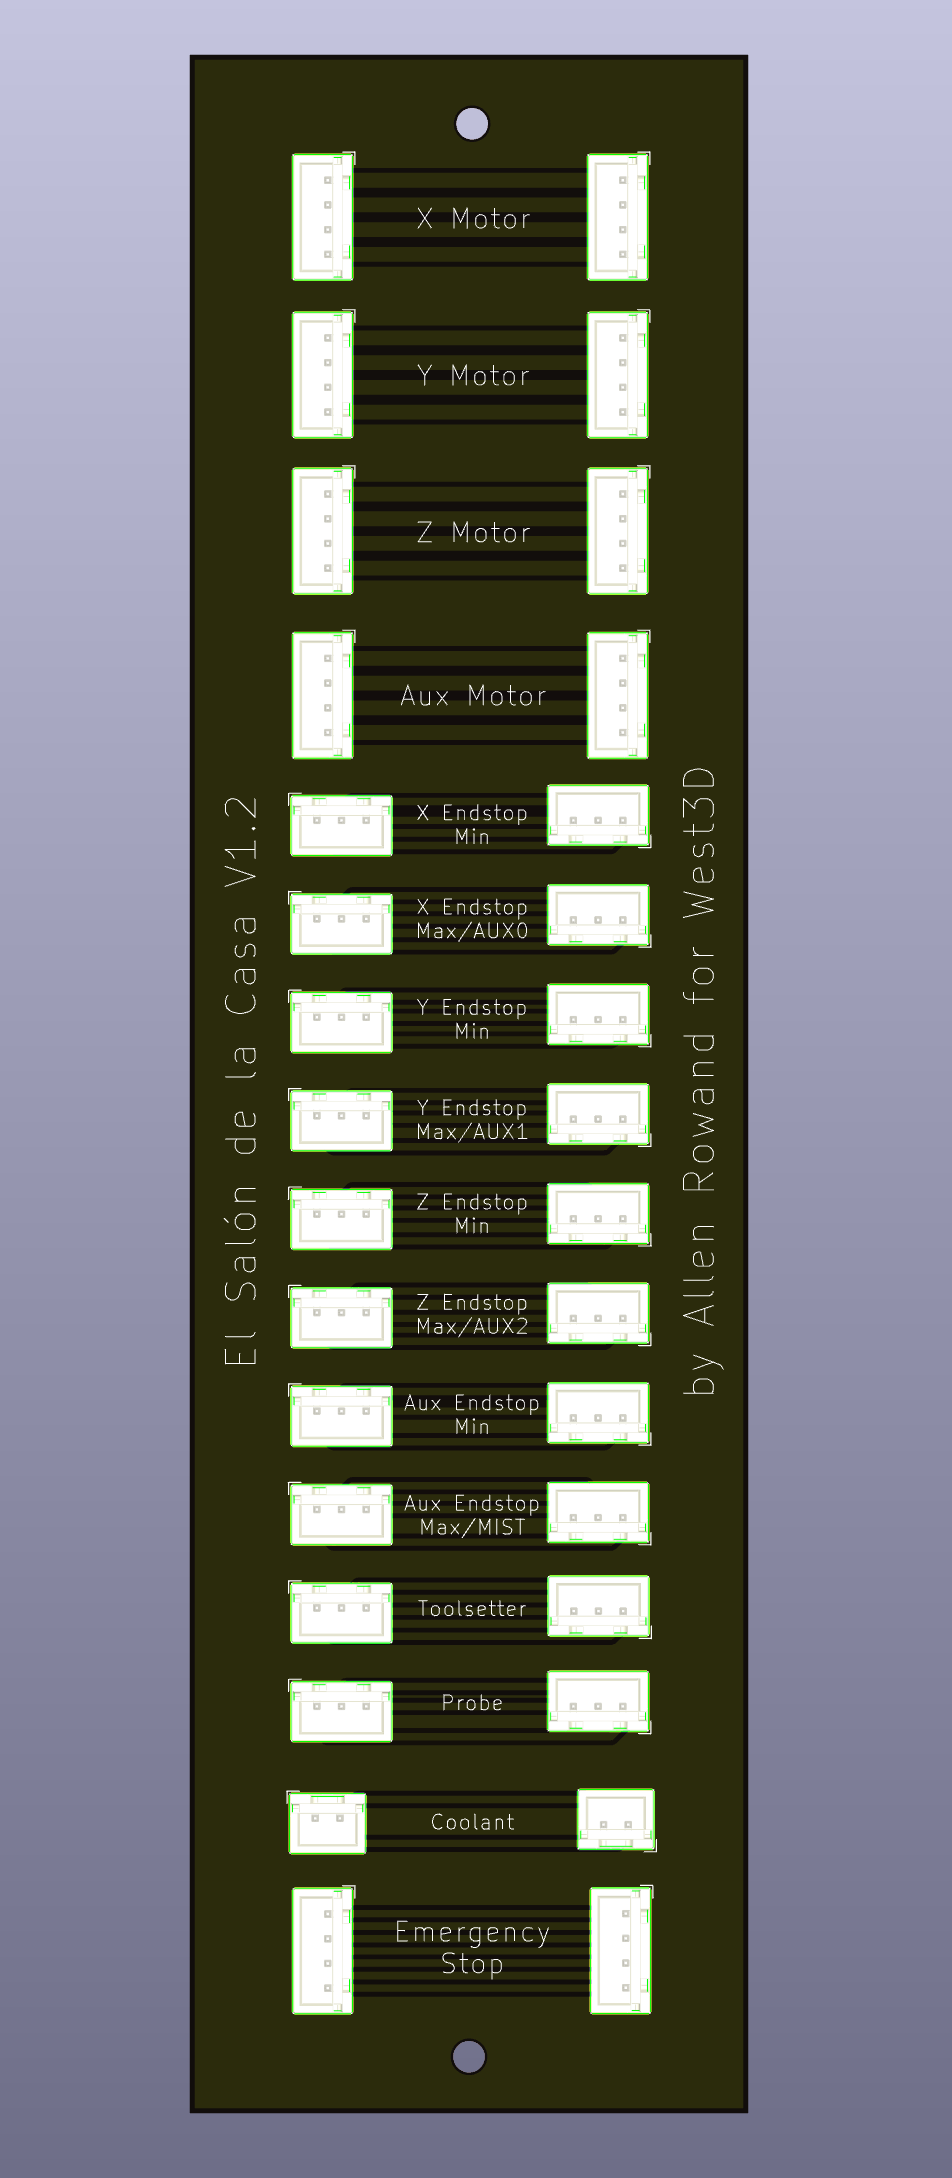 X Motor
Y Motor
Z Motor
Aux Motor
X Endstop
Min
X Endstop
Max/AUX0
Y Endstop
Min
Y Endstop
Max/AUX1
Z Endstop
Min
Z Endstop
Max/AUX2
Aux Endstop
Min
Aux Endstop
Max/MIST
Toolsetter
Probe
Coolant
Emergency
Stop
El Salón de la Casa V1.2
by Allen Rowand for West3D